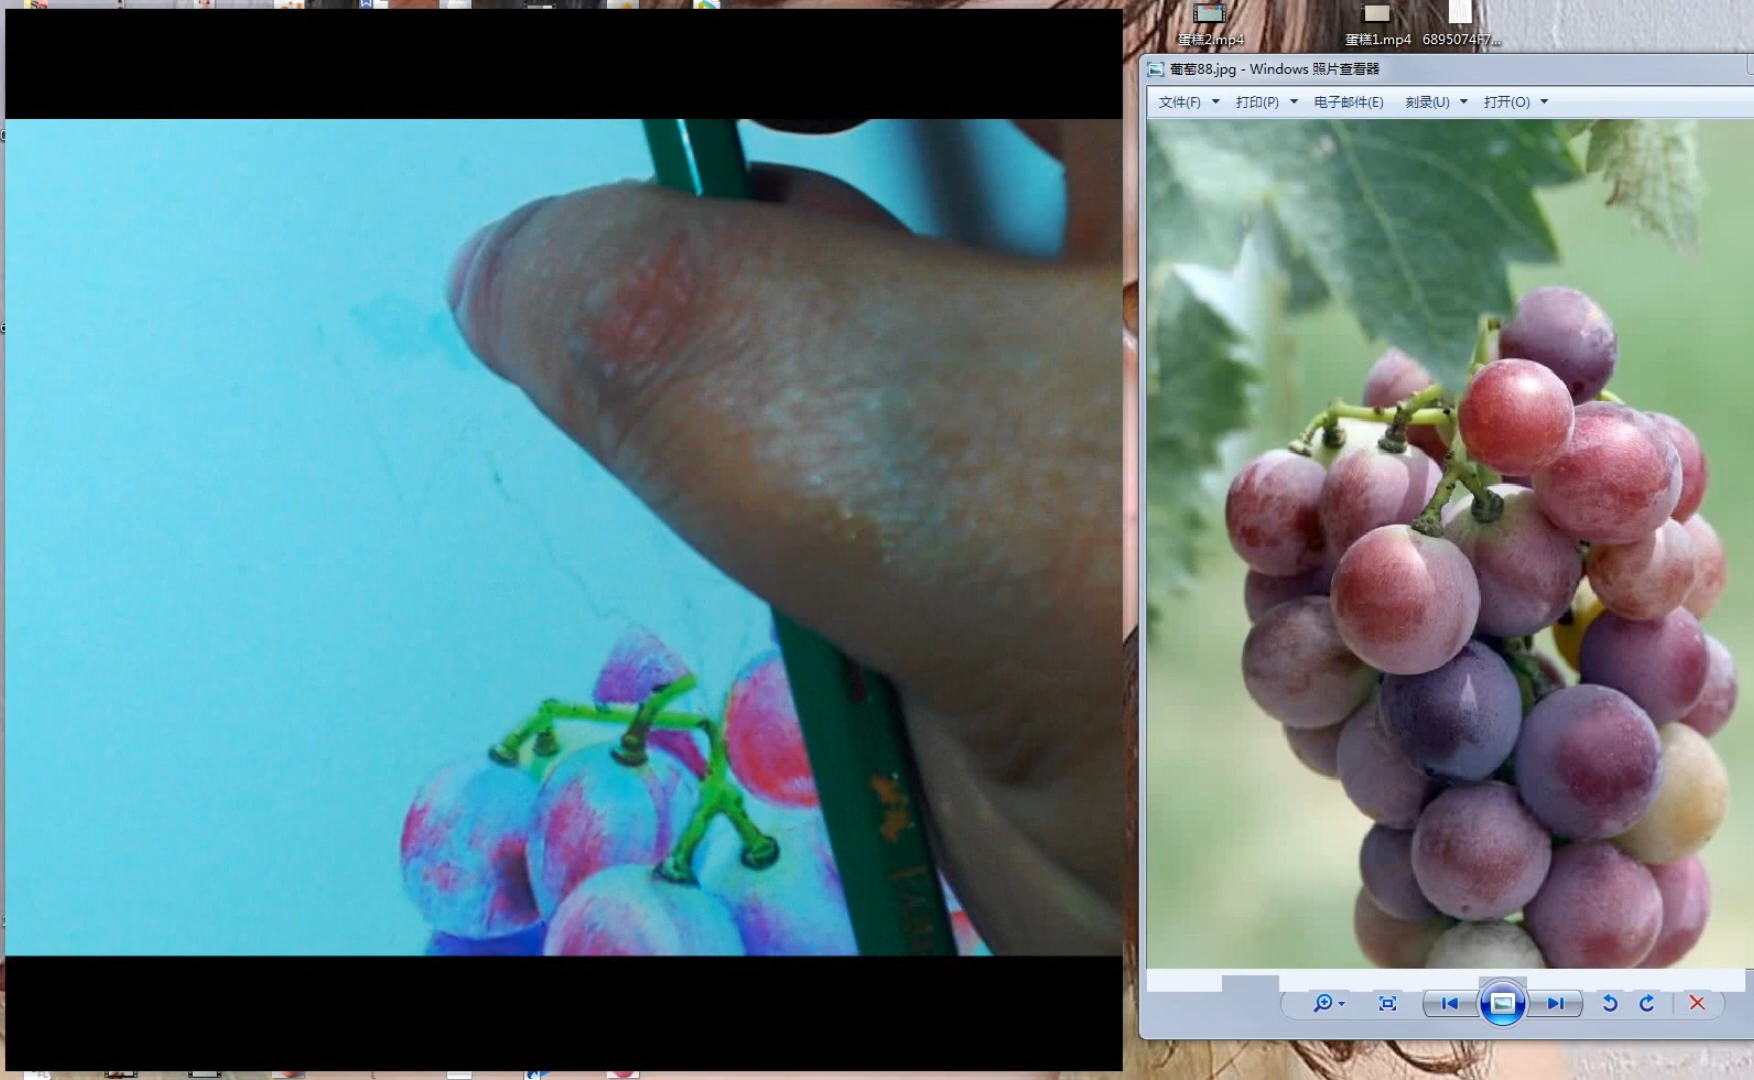 蛋糕2.mp4
蛋糕1.mp4
6895074F7...
葡萄88.jpg - Windows 照片查看器
文件(F) 打印(P) 电子邮件(E) 刻录(U) 打开(O)